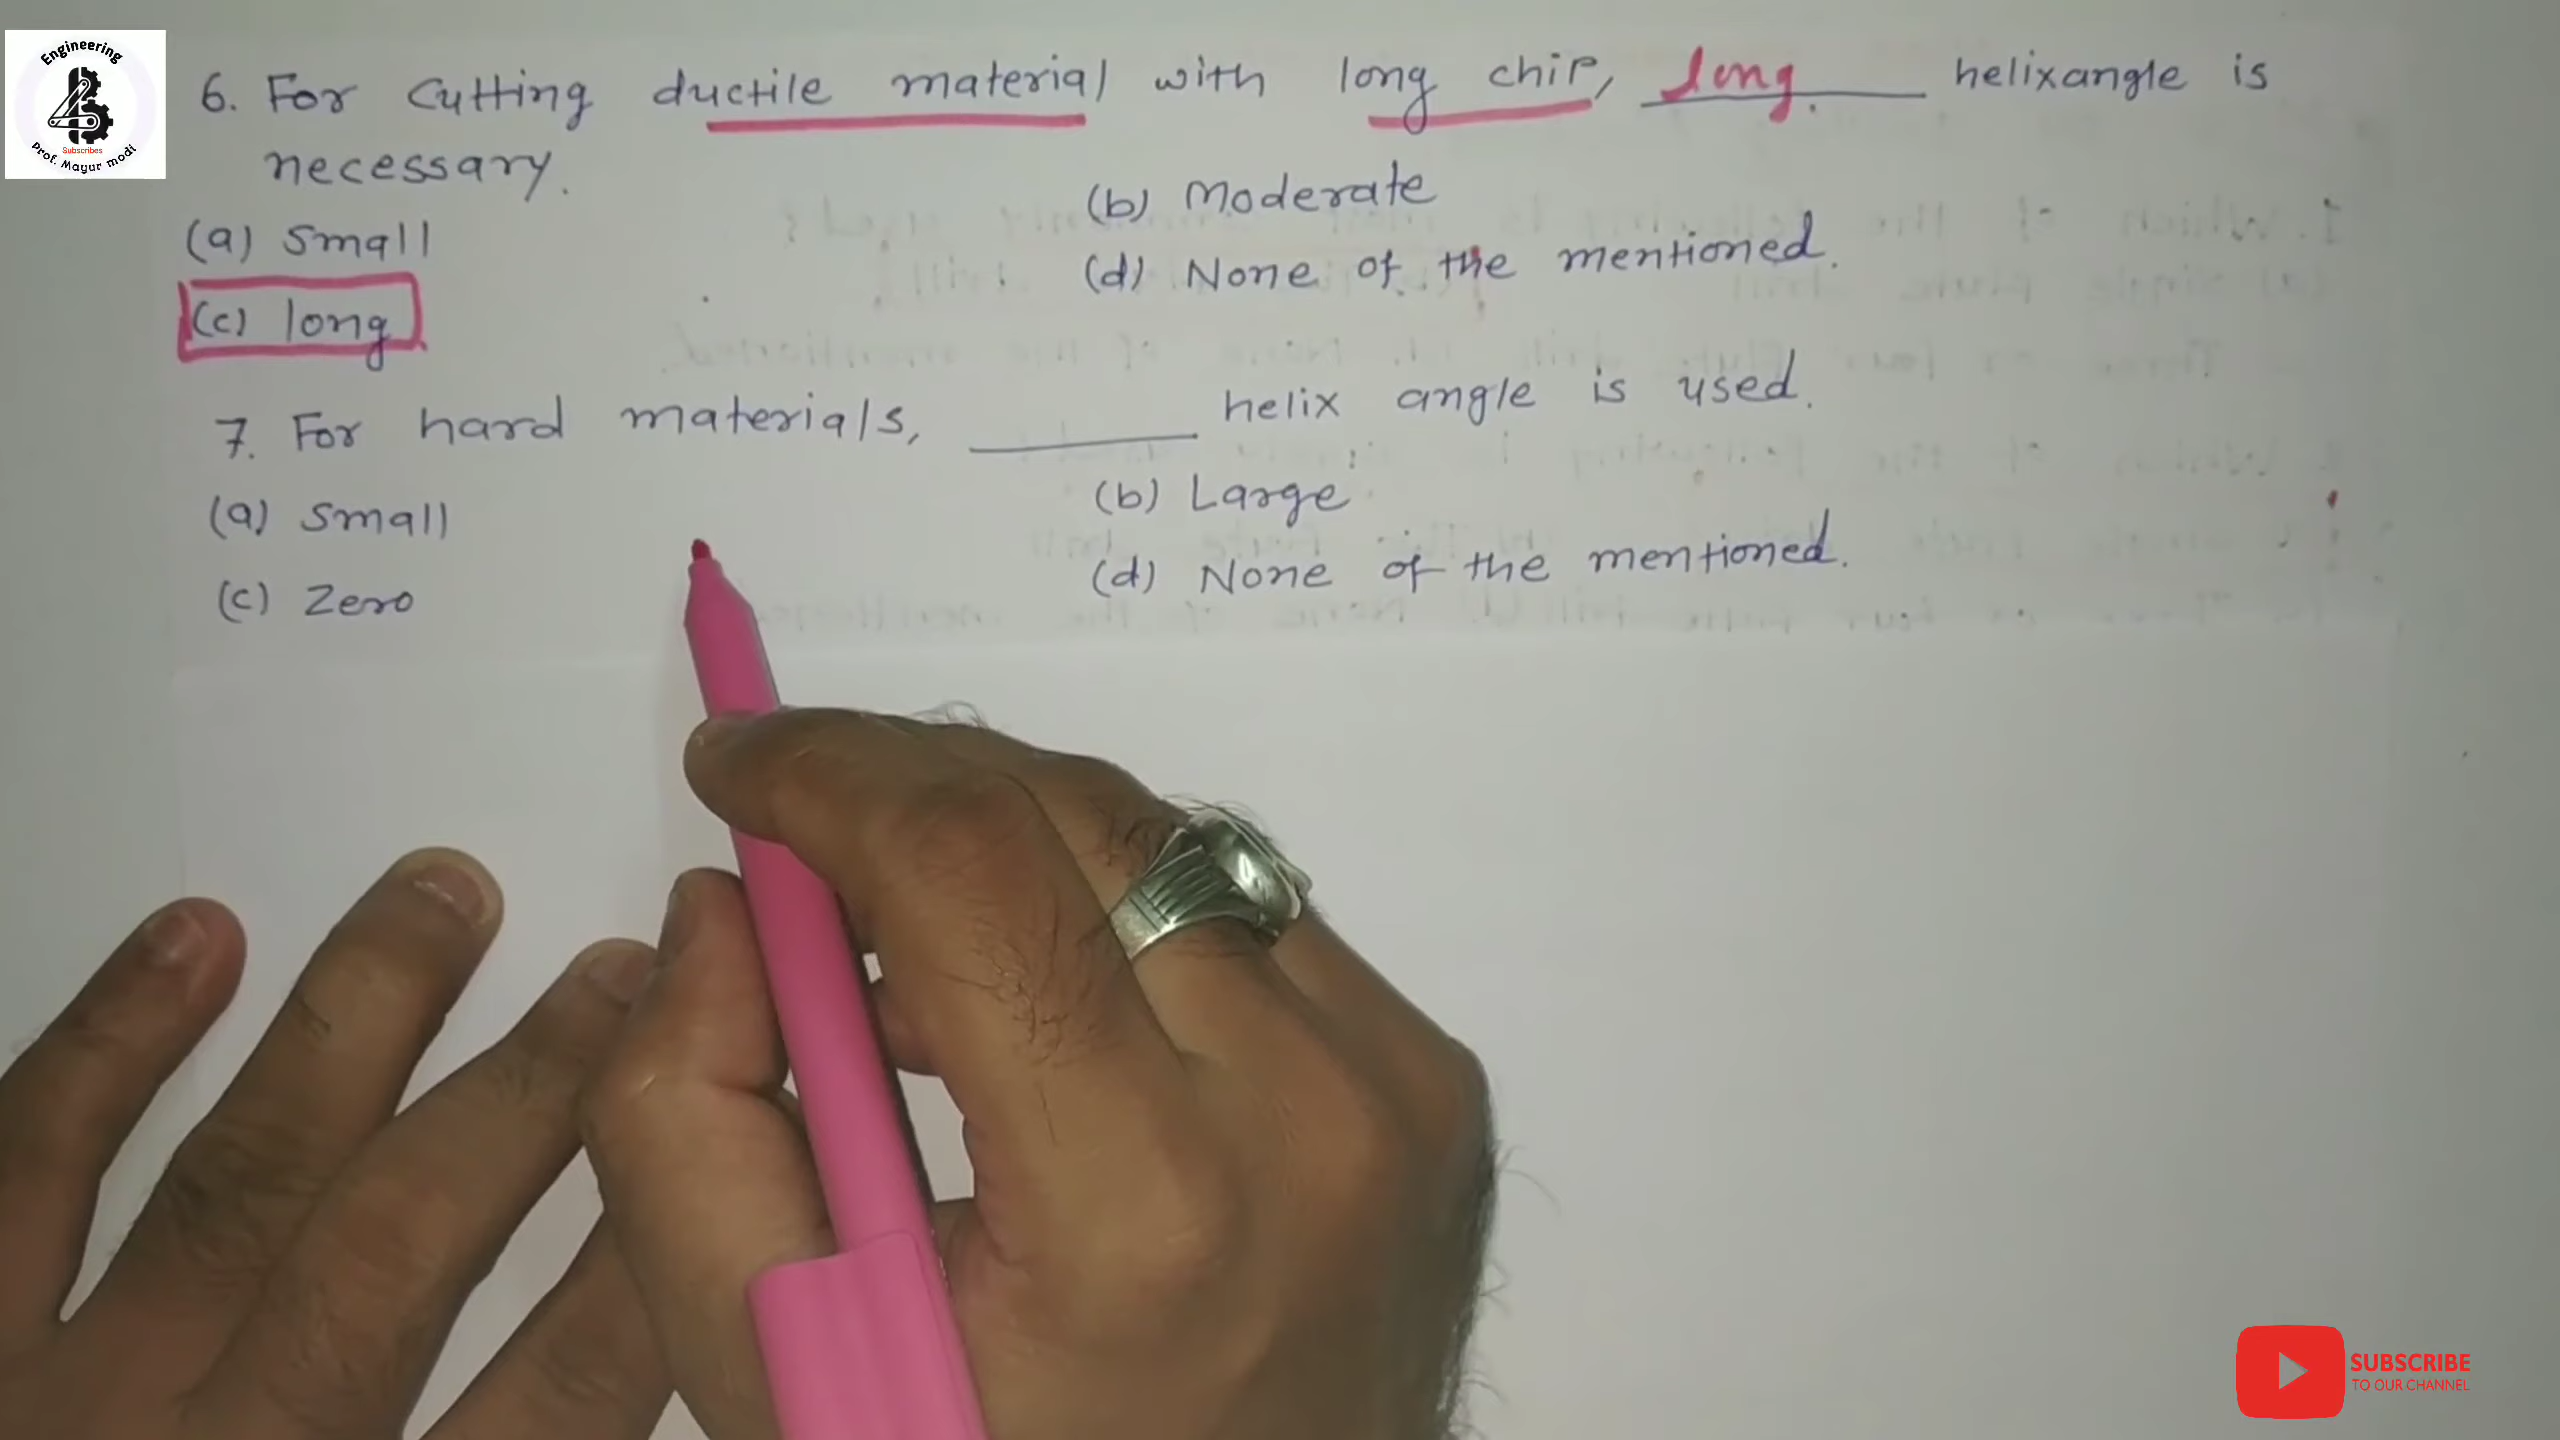 Engineering
Subscribes
Prof. Mayur modi
6. For Cutting ductile material with long chip, long helixangle is
necessary.
(a) Small
(b) Moderate
(c) long
(d) None of the mentioned.
7. For hard materials, ________ helix angle is used.
(a) Small
(b) Large
(c) Zero
(d) None of the mentioned.
SUBSCRIBE
TO OUR CHANNEL